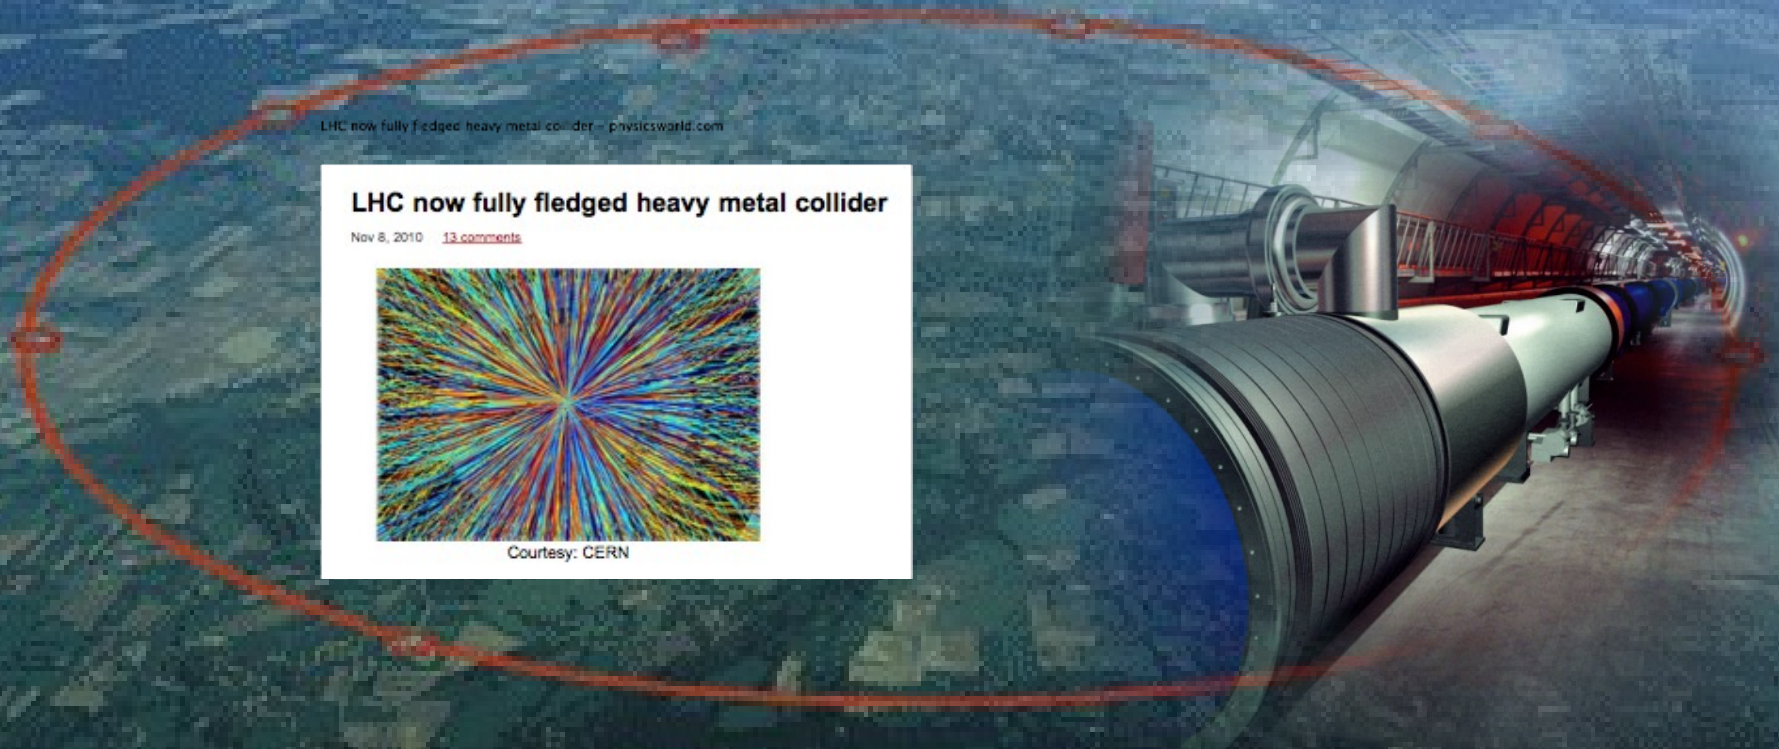 LHC now fully fledged heavy metal collider – physicsworld.com
LHC now fully fledged heavy metal collider
Nov 8, 2010 13 comments
Courtesy: CERN